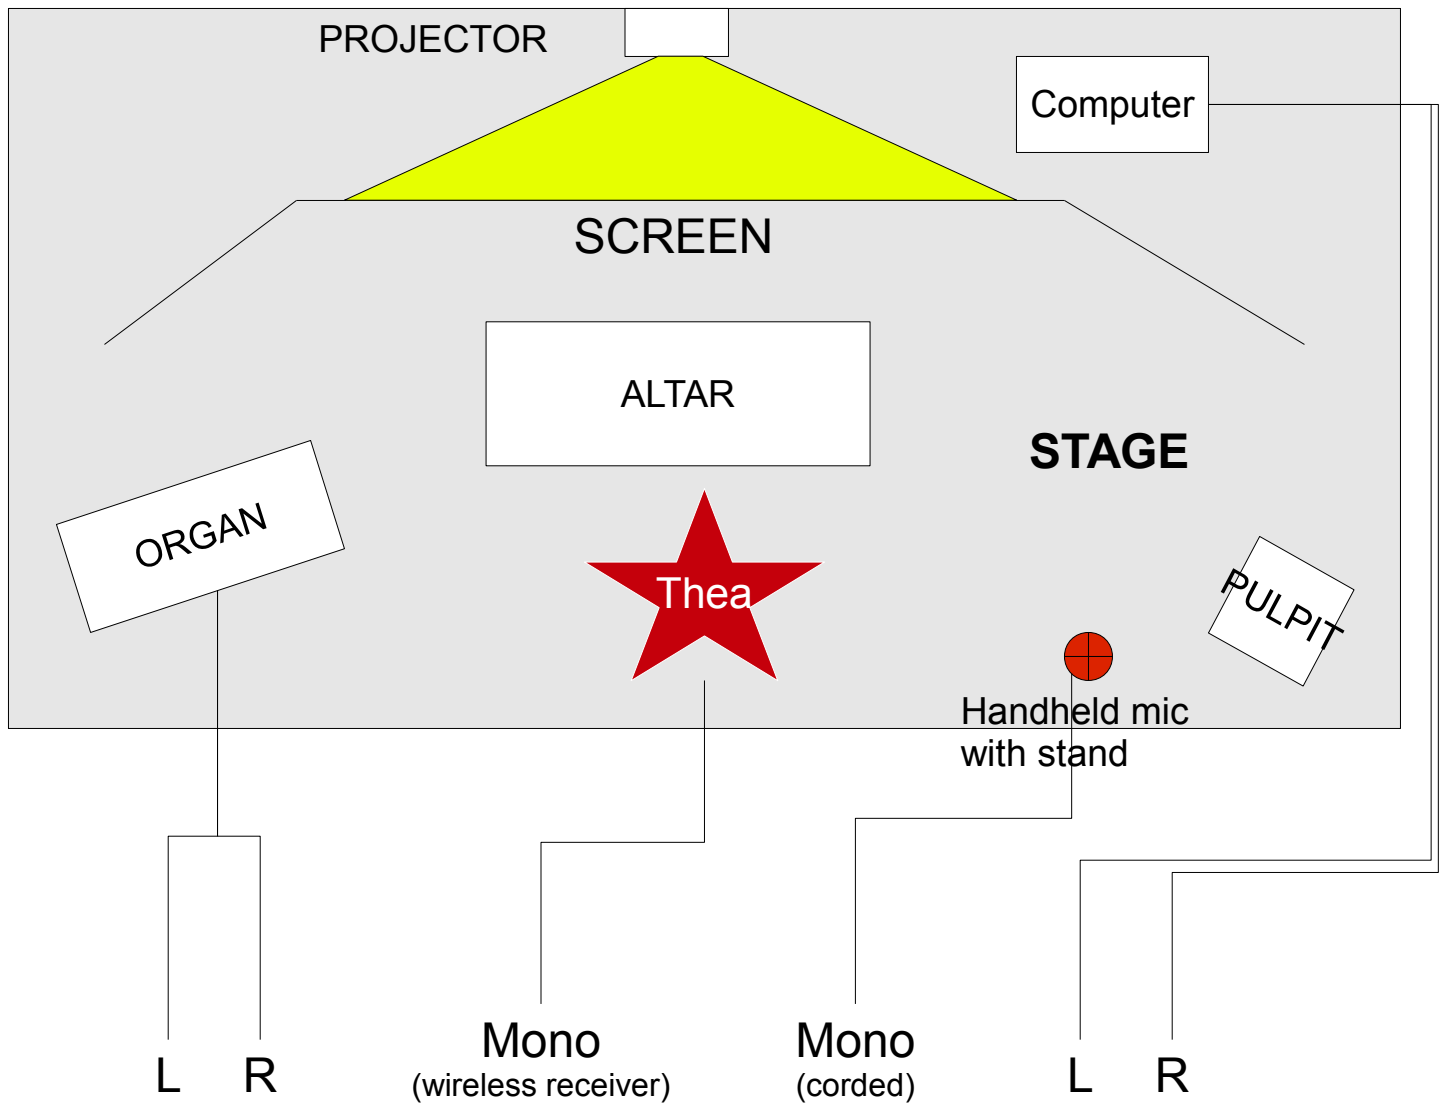 PROJECTOR
Computer
SCREEN
ALTAR
STAGE
ORGAN
Thea
PULPIT
Handheld mic
with stand
Mono
(wireless receiver)
Mono
(corded)
L
R
L
R